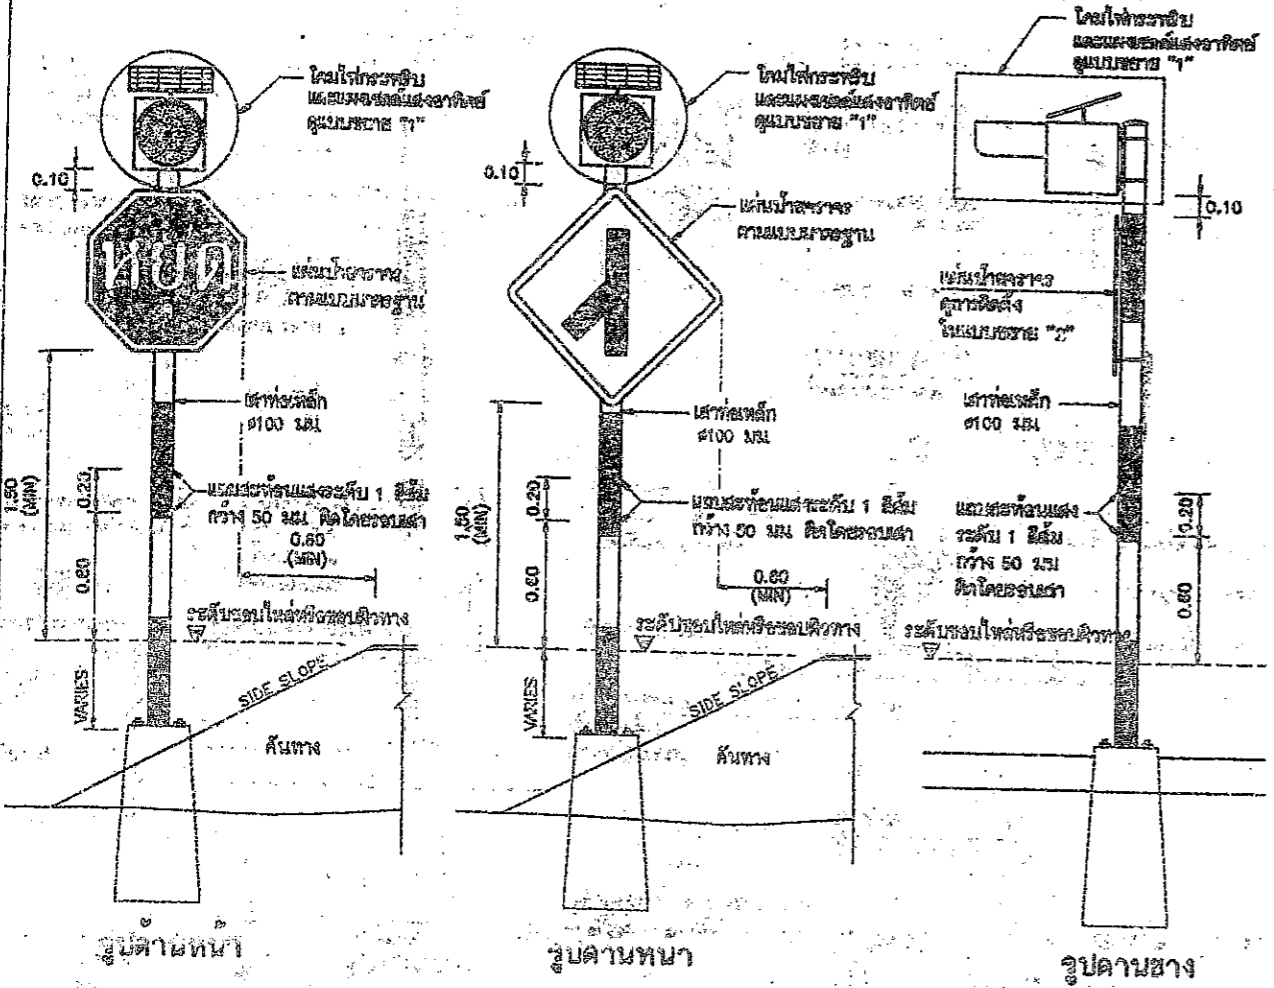 โคมไฟกระพริบ
และแผงเซลล์แสงอาทิตย์
ดูแบบขยาย "1"
0.10
หยุด
แผ่นป้ายจราจร
ตามแบบมาตรฐาน
เสาท่อเหล็ก
ø100 มม
1.50
(MIN)
0.20
แถบสะท้อนแสงระดับ 1 สีส้ม
กว้าง 50 มม ติดโดยรอบเสา
0.60
(MIN)
0.60
ระดับขอบไหล่หรือขอบผิวทาง
VARIES
SIDE SLOPE
คันทาง
รูปด้านหน้า
โคมไฟกระพริบ
และแผงเซลล์แสงอาทิตย์
ดูแบบขยาย "1"
0.10
แผ่นป้ายจราจร
ตามแบบมาตรฐาน
เสาท่อเหล็ก
ø100 มม
1.50
(MIN)
0.20
แถบสะท้อนแสงระดับ 1 สีส้ม
กว้าง 50 มม ติดโดยรอบเสา
0.60
(MIN)
0.60
ระดับขอบไหล่หรือขอบผิวทาง
VARIES
SIDE SLOPE
คันทาง
รูปด้านหน้า
โคมไฟกระพริบ
และแผงเซลล์แสงอาทิตย์
ดูแบบขยาย "1"
0.10
แผ่นป้ายจราจร
ดูการติดตั้ง
ในแบบขยาย "2"
เสาท่อเหล็ก
ø100 มม
แถบสะท้อนแสง
ระดับ 1 สีส้ม
กว้าง 50 มม
ติดโดยรอบเสา
0.20
0.60
ระดับขอบไหล่หรือขอบผิวทาง
รูปด้านข้าง